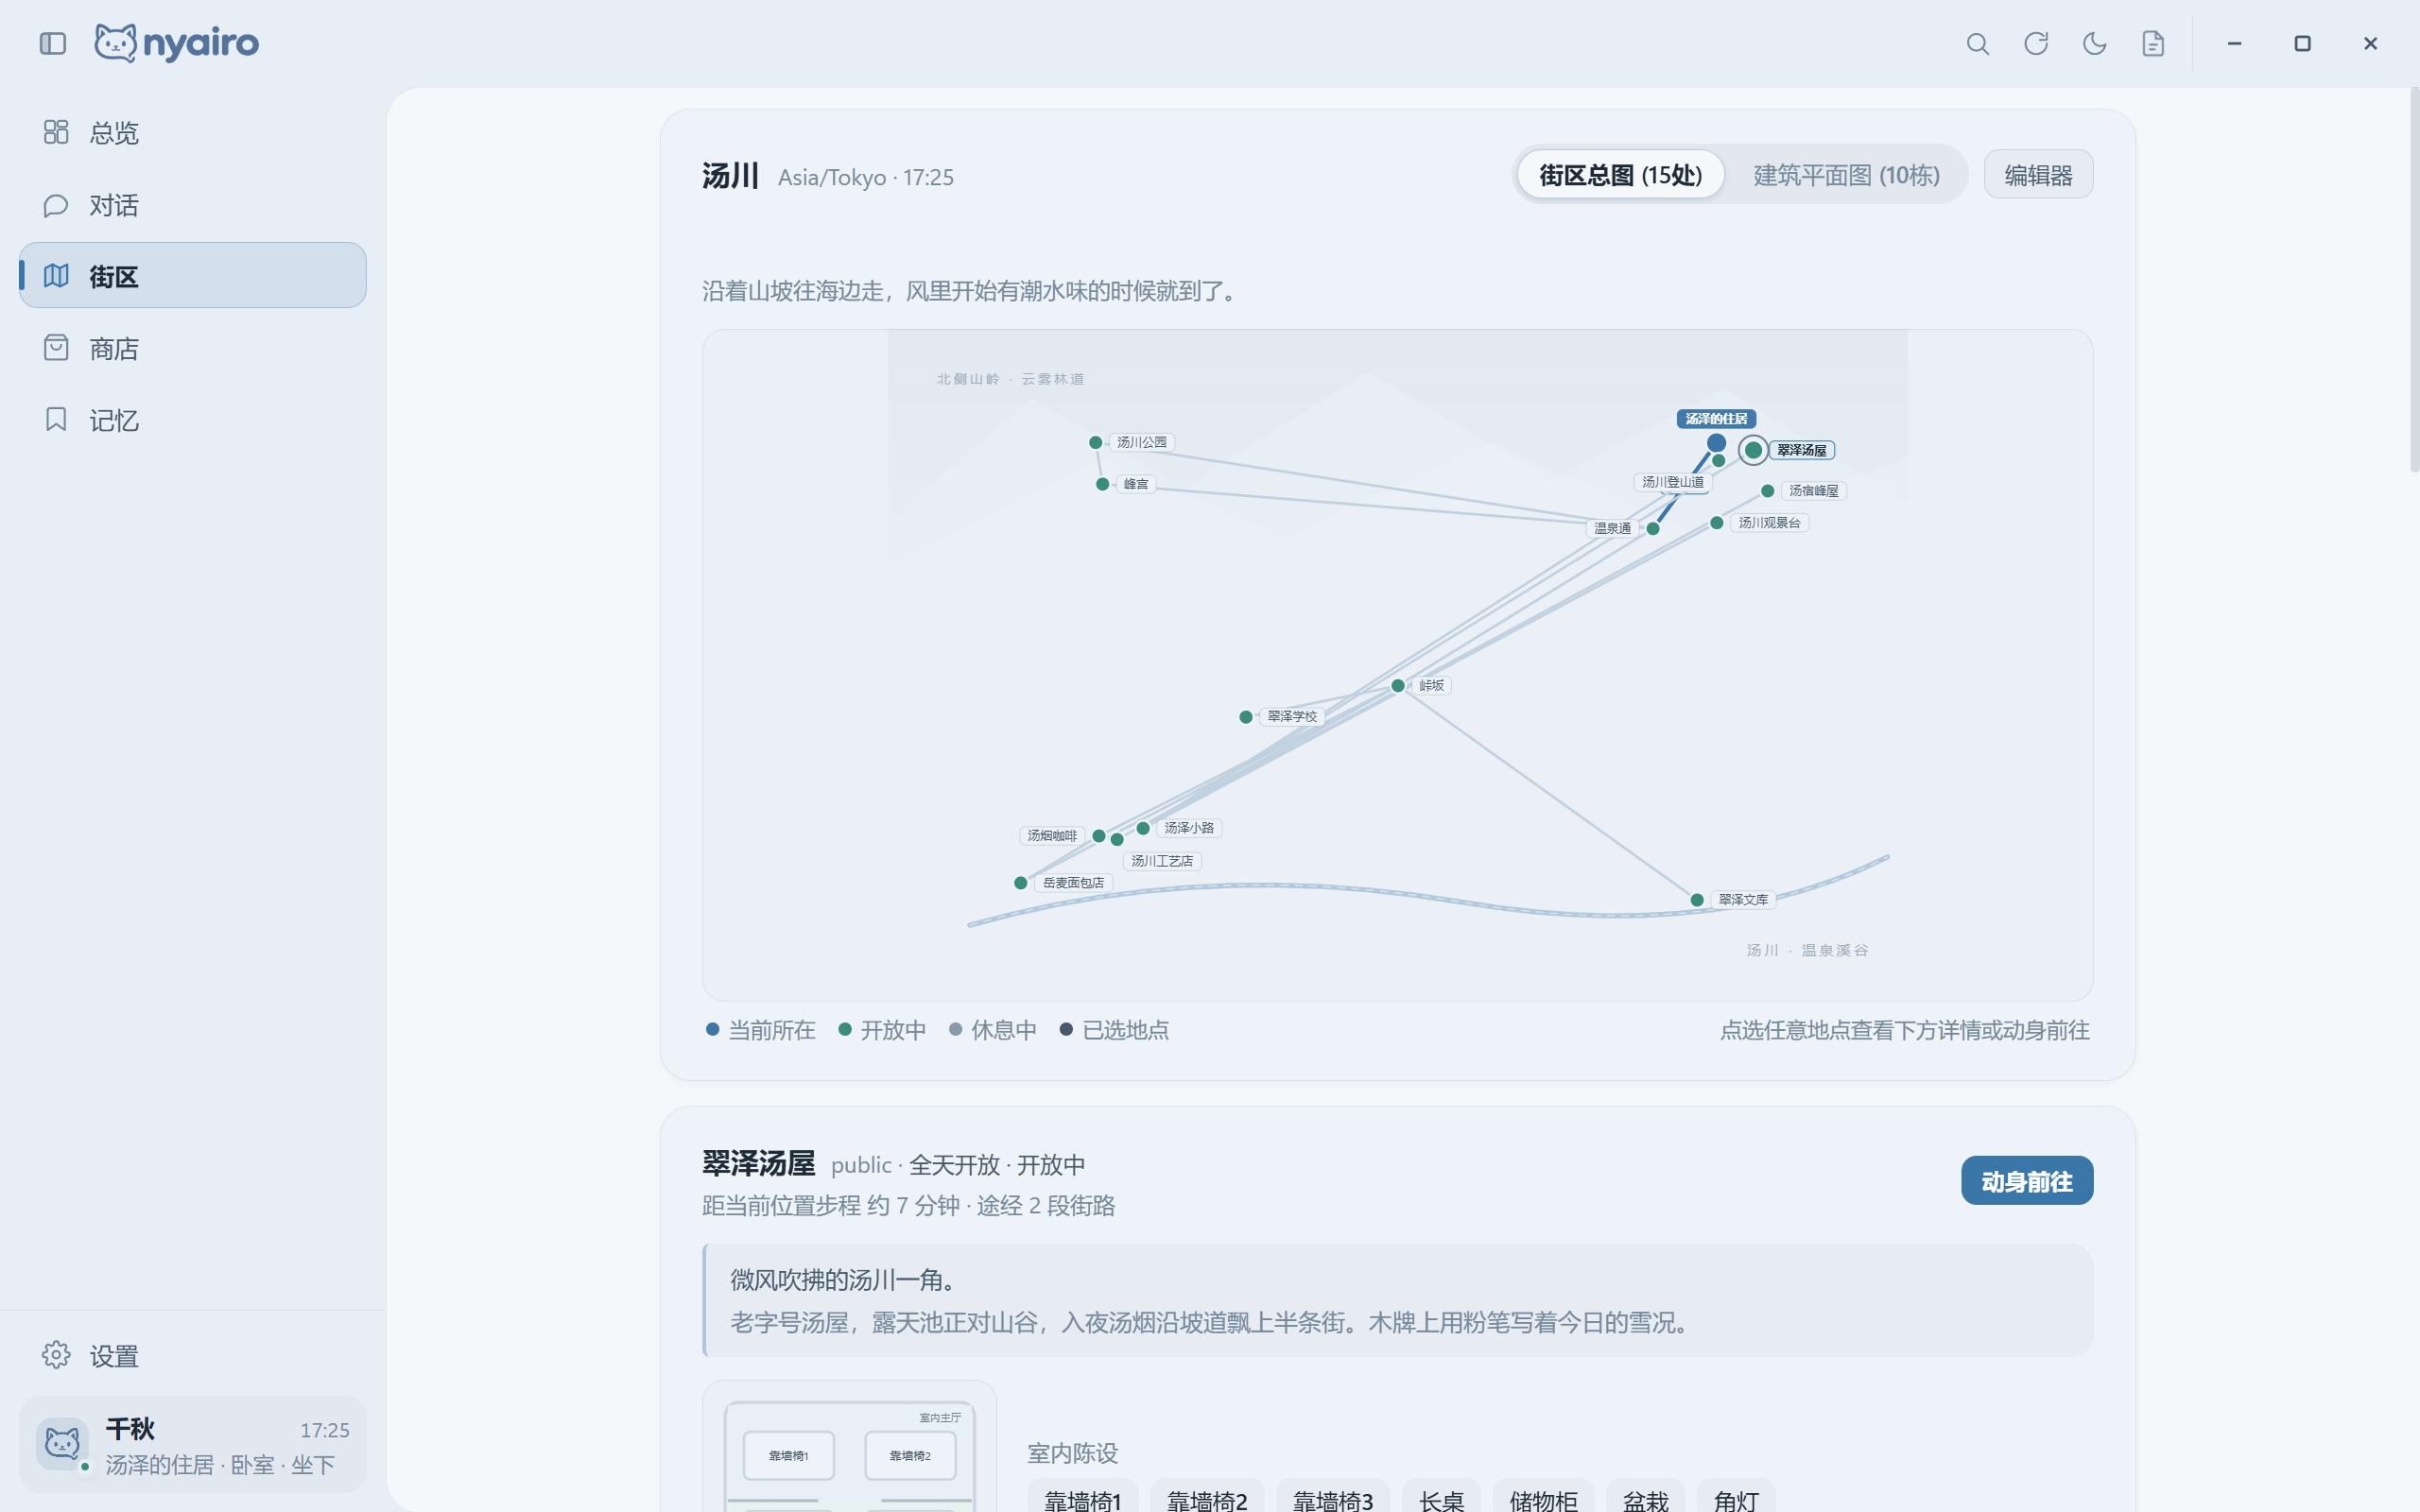 nyairo
总览
对话
街区
商店
记忆
设置
千秋 17:25
汤泽的住居 · 卧室 · 坐下
汤川 Asia/Tokyo · 17:25
街区总图 (15处) 建筑平面图 (10栋) 编辑器
沿着山坡往海边走，风里开始有潮水味的时候就到了。
北侧山岭 · 云雾林道
汤泽的住居
汤川公园
翠泽汤屋
峰宫
汤川登山道
汤宿峰屋
温泉通
汤川观景台
峠坂
翠泽学校
汤烟咖啡
汤泽小路
汤川工艺店
岳麦面包店
翠泽文库
汤川 · 温泉溪谷
当前所在 开放中 休息中 已选地点
点选任意地点查看下方详情或动身前往
翠泽汤屋 public · 全天开放 · 开放中
距当前位置步程 约 7 分钟 · 途经 2 段街路
动身前往
微风吹拂的汤川一角。
老字号汤屋，露天池正对山谷，入夜汤烟沿坡道飘上半条街。木牌上用粉笔写着今日的雪况。
室内主厅
靠墙椅1 靠墙椅2
室内陈设
靠墙椅1 靠墙椅2 靠墙椅3 长桌 储物柜 盆栽 角灯